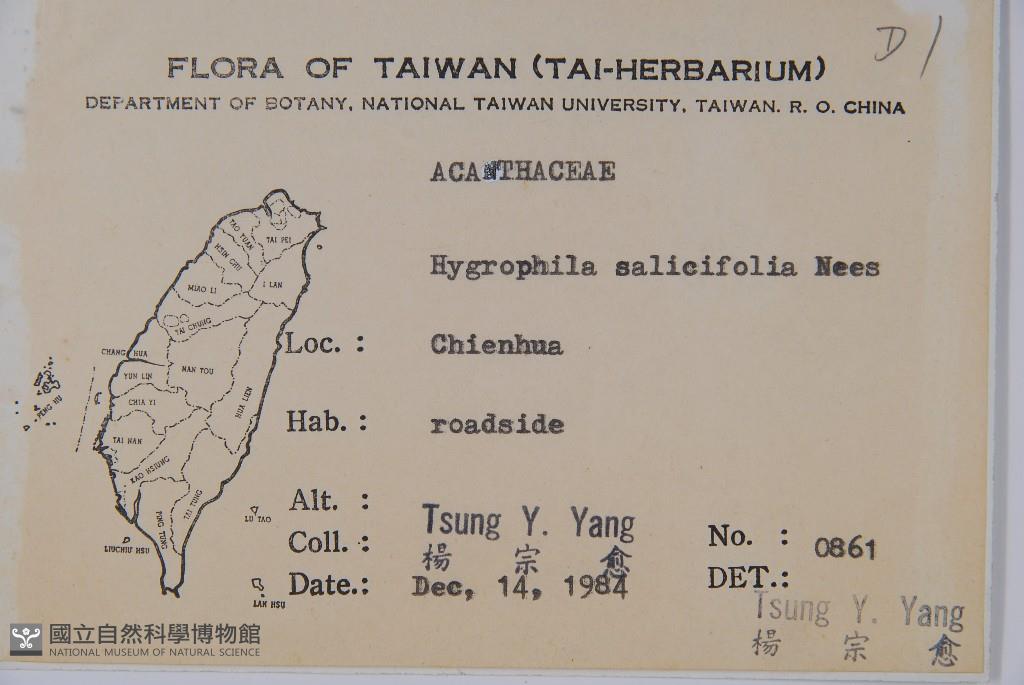 D 1
FLORA OF TAIWAN (TAI-HERBARIUM)
DEPARTMENT OF BOTANY, NATIONAL TAIWAN UNIVERSITY, TAIWAN. R. O. CHINA
ACANTHACEAE
Hygrophila salicifolia Nees
Loc. : Chienhua
Hab. : roadside
Alt. :
Coll. : Tsung Y. Yang
楊 宗 愈
No. : 0861
Date.: Dec, 14, 1984
DET.: Tsung Y. Yang
楊 宗 愈
TAI PEI
TAO YUAN
HSIN CHU
I LAN
MIAO LI
TAI CHUNG
CHANG HUA
NAN TOU
YUN LIN
HUA LIEN
CHIA YI
PENG HU
TAI NAN
KAO HSIUNG
TAI TUNG
PING TUNG
LU TAO
LIUCHIU HSU
LAN HSU
國立自然科學博物館
NATIONAL MUSEUM OF NATURAL SCIENCE